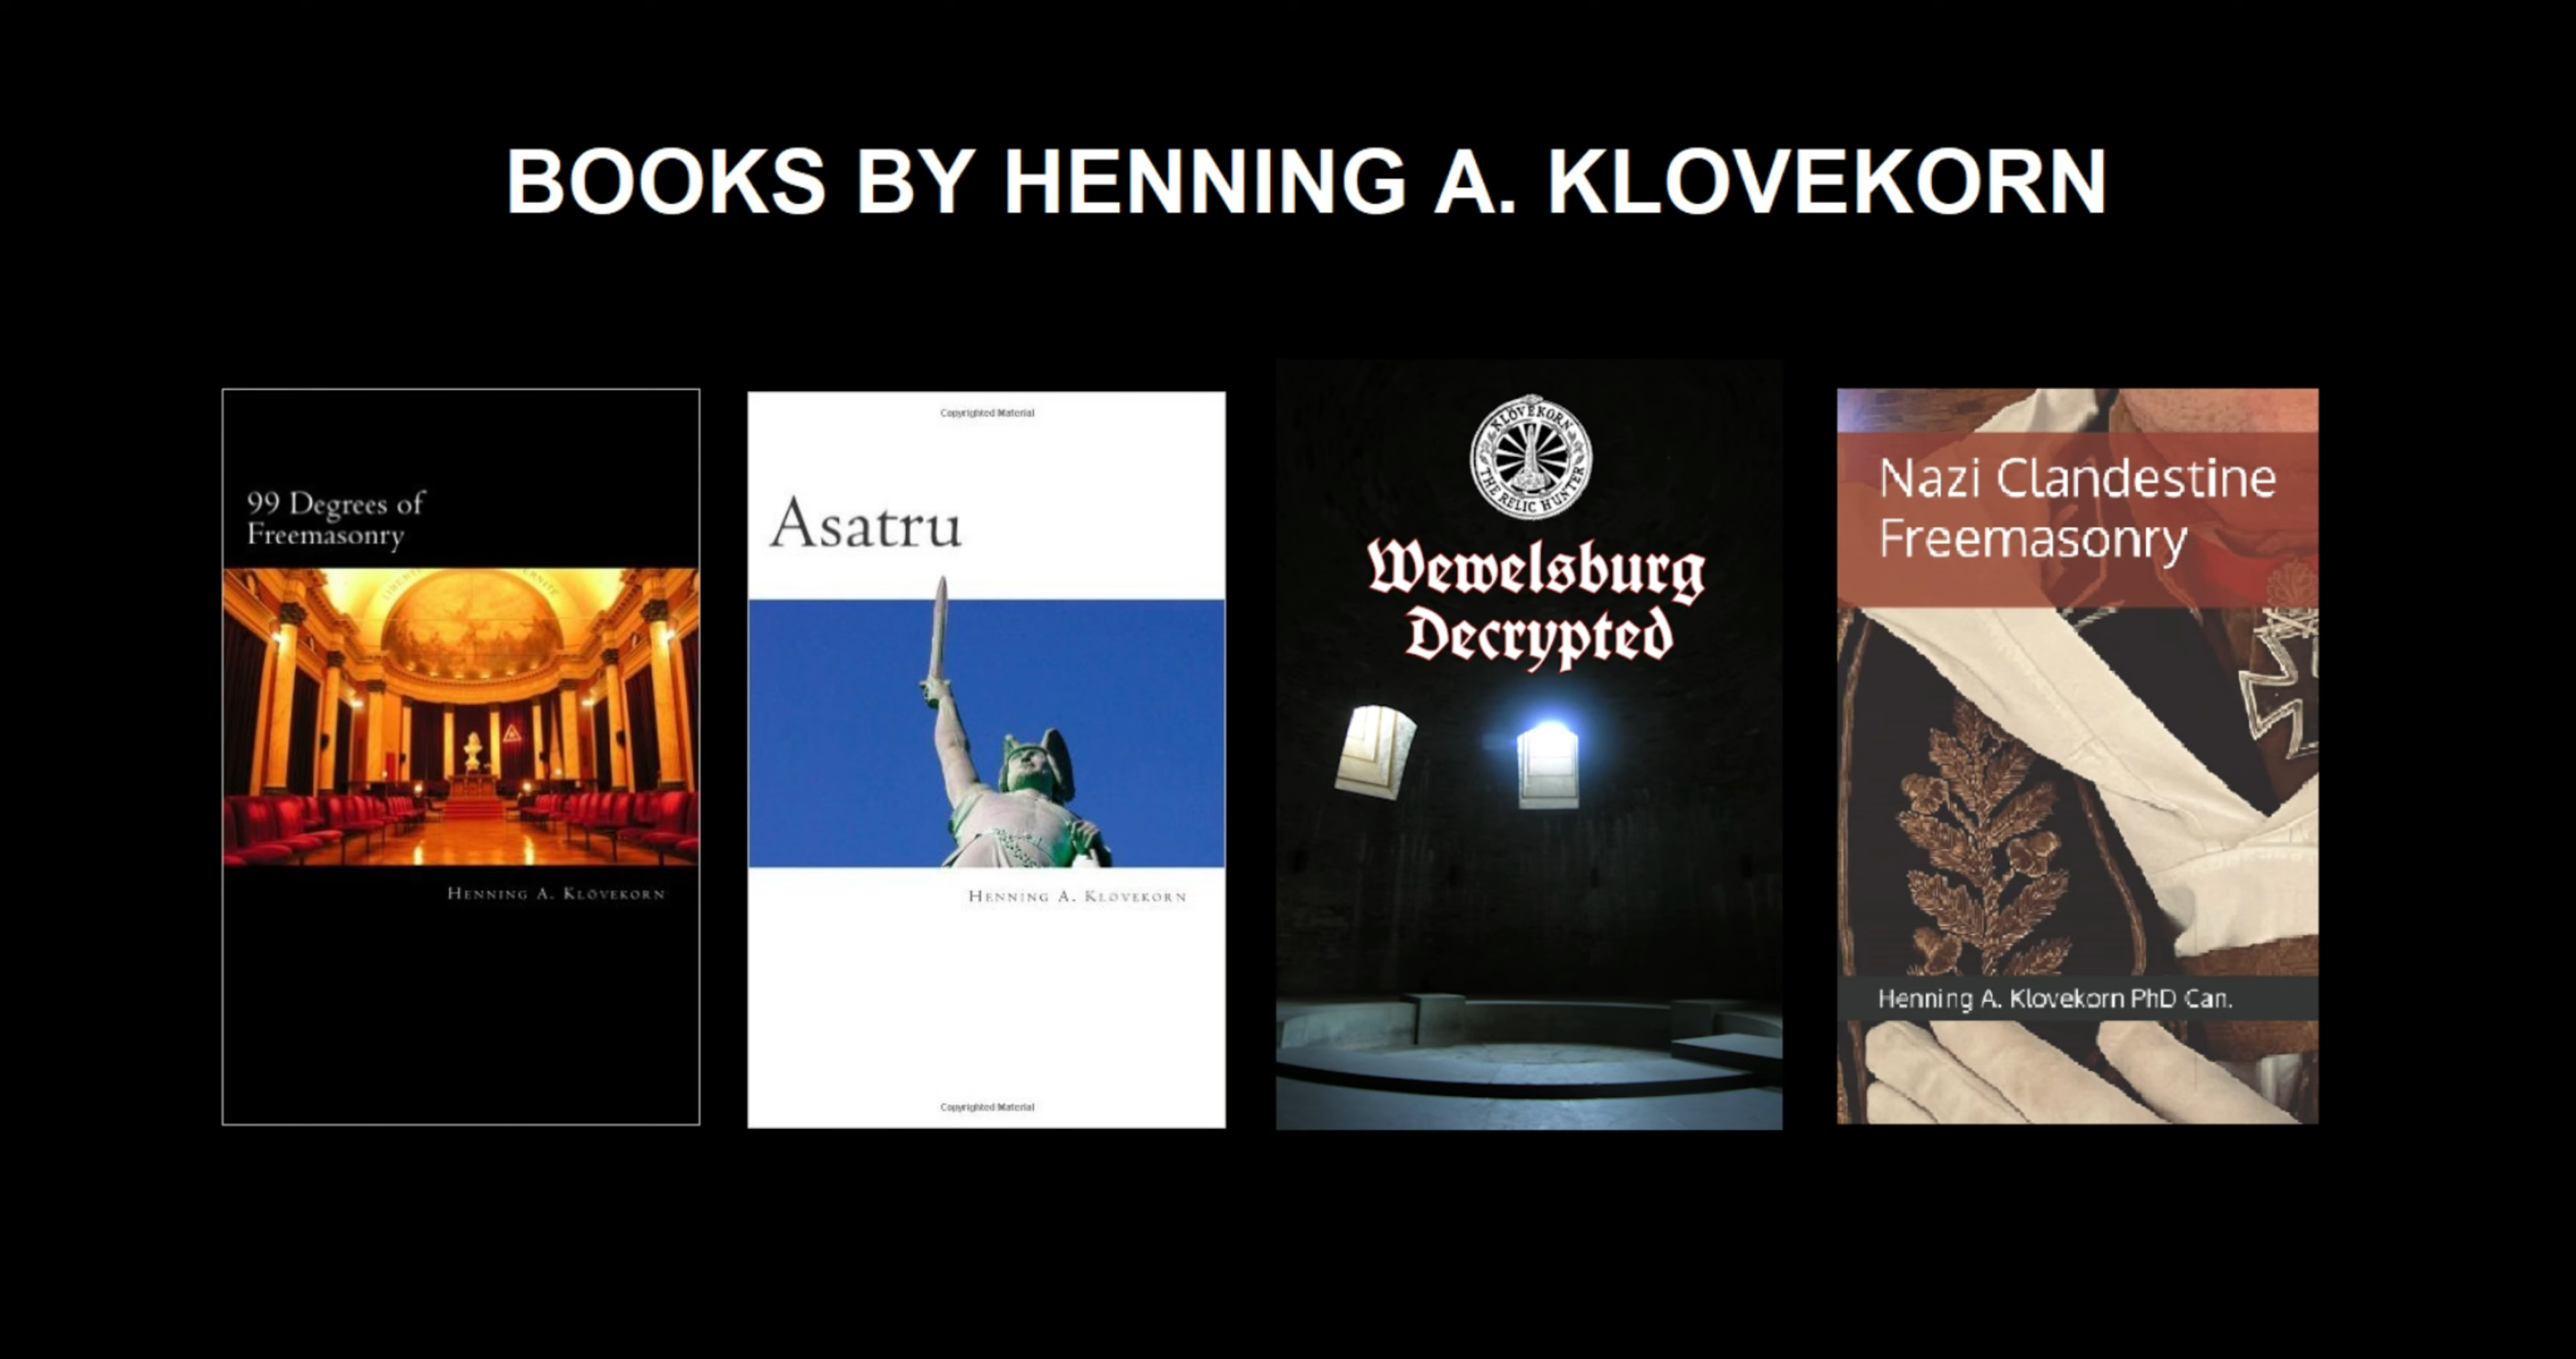 BOOKS BY HENNING A. KLOVEKORN
99 Degrees of
Freemasonry
HENNING A. KLOVEKORN
Copyrighted Material
Asatru
HENNING A. KLOVEKORN
Copyrighted Material
KLÖVEKORN
THE RELIC HUNTER
Wewelsburg
Decrypted
Nazi Clandestine
Freemasonry
Henning A. Klovekorn PhD Can.